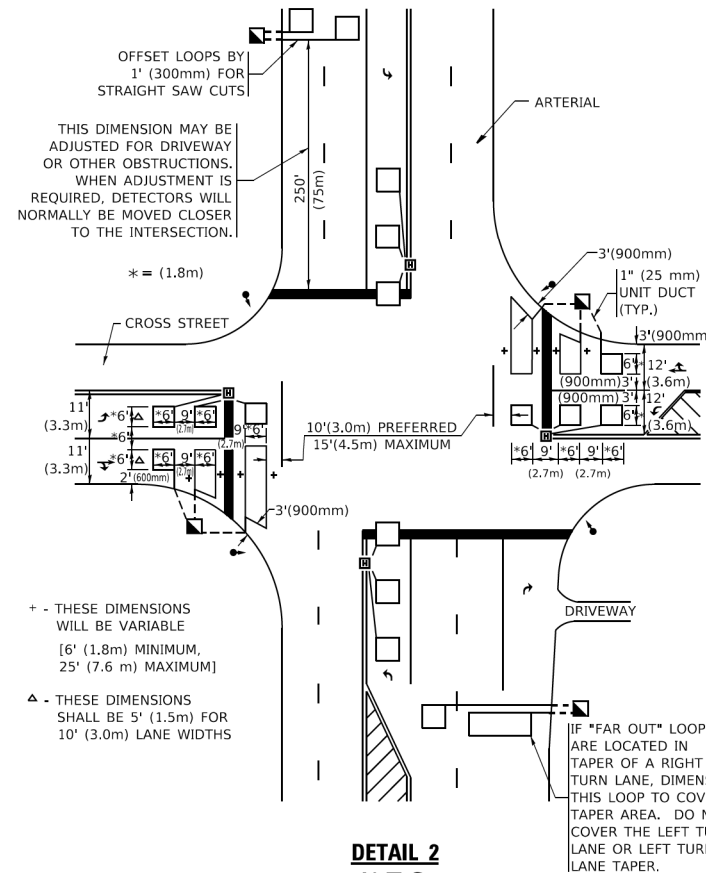 OFFSET LOOPS BY
1' (300mm) FOR
STRAIGHT SAW CUTS
ARTERIAL
THIS DIMENSION MAY BE
ADJUSTED FOR DRIVEWAY
OR OTHER OBSTRUCTIONS.
WHEN ADJUSTMENT IS
REQUIRED, DETECTORS WILL
NORMALLY BE MOVED CLOSER
TO THE INTERSECTION.
250'
(75m)
* = (1.8m)
H
CROSS STREET
3'(900mm)
1" (25 mm)
UNIT DUCT
(TYP.)
3'(900mm
+ + + +
6' * 12'
(900mm) 3' (3.6m)
(900mm) 3' 12'
6' * (3.6m)
H
*6' 9' *6' 9' *6'
(2.7m) (2.7m)
10'(3.0m) PREFERRED
15'(4.5m) MAXIMUM
H
11' *6' △ *6' 9' *6'
(3.3m) (2.7m) 9' *6'
*6' (2.7m)
11' *6' △ *6' 9' *6'
(3.3m) (2.7m)
2' (600mm)
+ + + +
3'(900mm)
H
+ - THESE DIMENSIONS
WILL BE VARIABLE
[6' (1.8m) MINIMUM,
25' (7.6 m) MAXIMUM]
△ - THESE DIMENSIONS
SHALL BE 5' (1.5m) FOR
10' (3.0m) LANE WIDTHS
DRIVEWAY
IF "FAR OUT" LOOP
ARE LOCATED IN
TAPER OF A RIGHT
TURN LANE, DIMENS
THIS LOOP TO COV
TAPER AREA. DO N
COVER THE LEFT TU
LANE OR LEFT TUR
LANE TAPER.
DETAIL 2